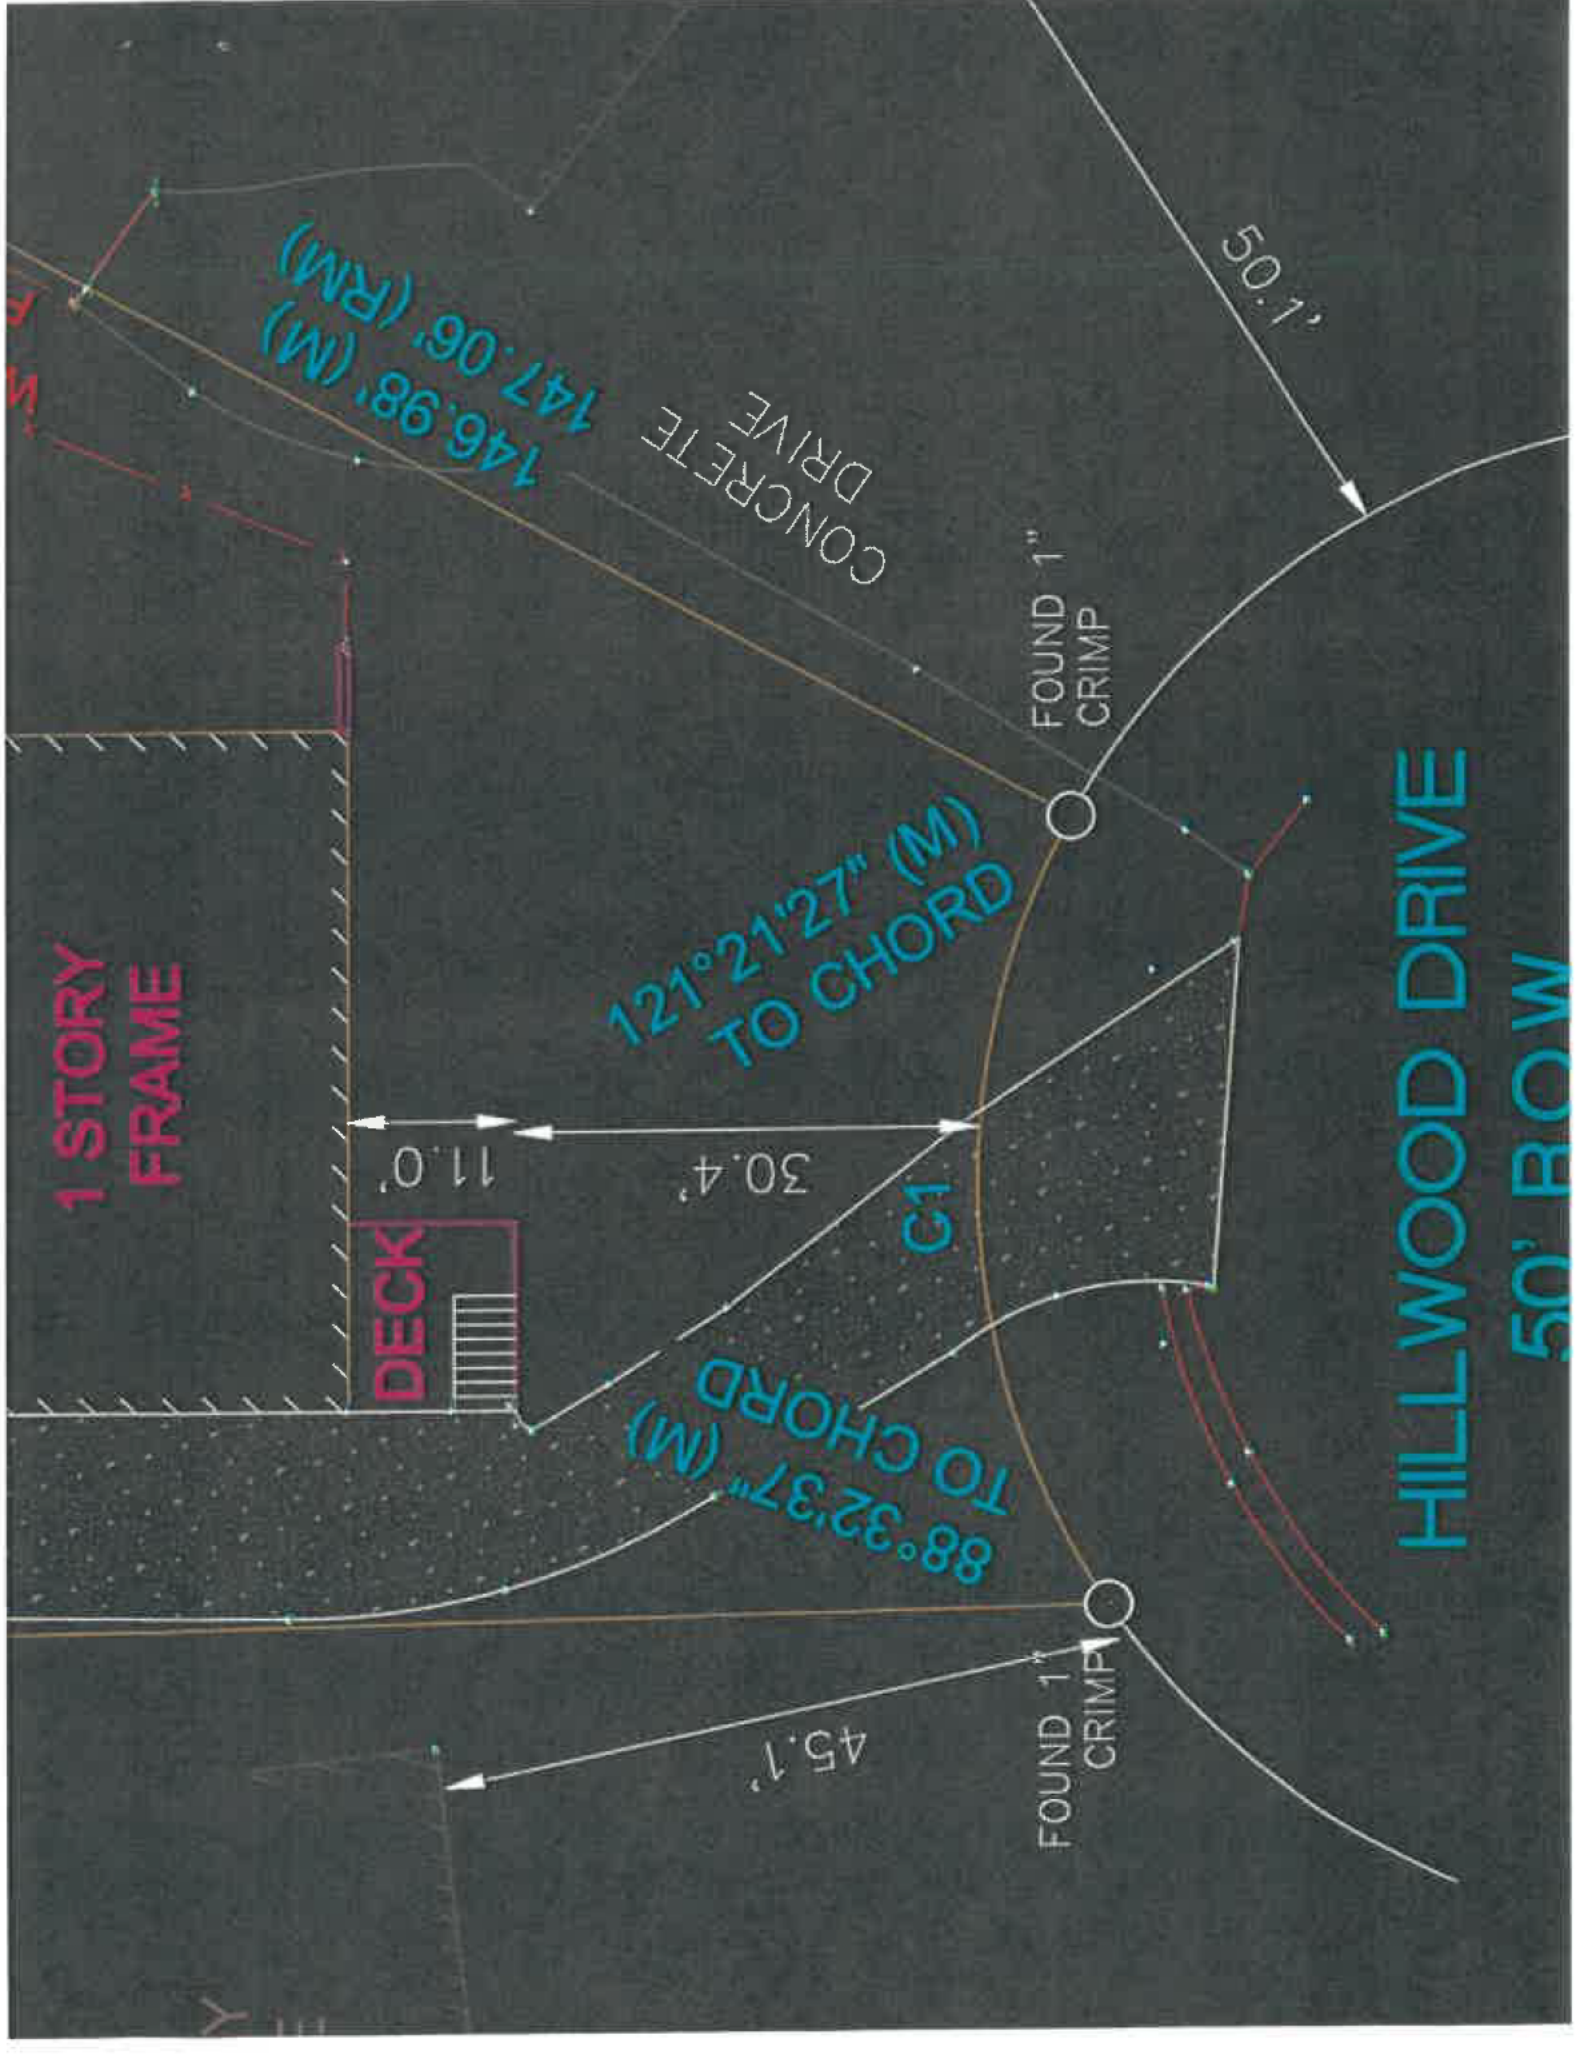 1 STORY
FRAME
DECK
11.0'
30.4'
C1
121°21'27" (M)
TO CHORD
88°32'37" (M)
TO CHORD
146.98' (M)
147.06' (RM)
CONCRETE
DRIVE
FOUND 1"
CRIMP
50.1'
45.1'
FOUND 1"
CRIMP
HILLWOOD DRIVE
50' ROW
W
Y
E